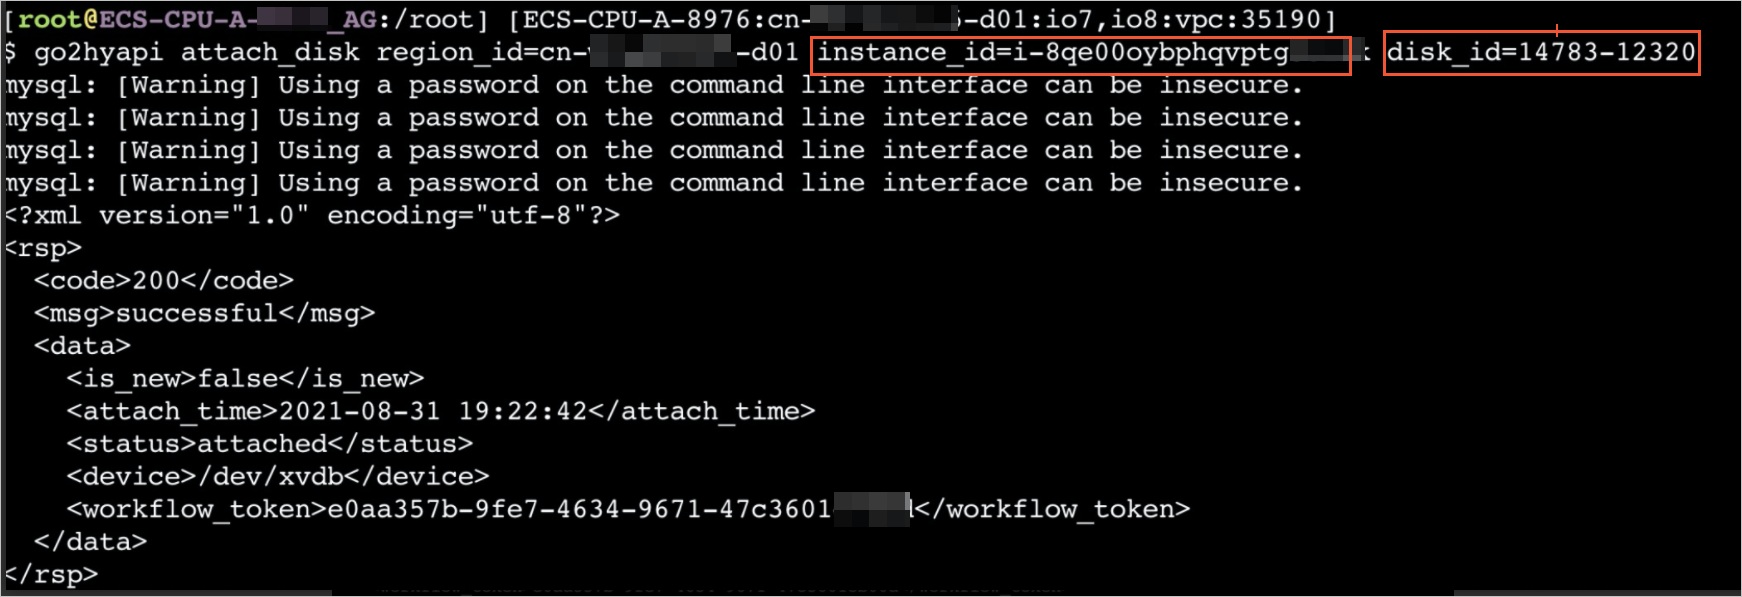 [root@ECS-CPU-A-_AG:/root] [ECS-CPU-A-8976:cn--d01:io7,io8:vpc:35190]
$ go2hyapi attach_disk region_id=cn--d01 instance_id=i-8qe00oybphqvptg disk_id=14783-12320
mysql: [Warning] Using a password on the command line interface can be insecure.
mysql: [Warning] Using a password on the command line interface can be insecure.
mysql: [Warning] Using a password on the command line interface can be insecure.
mysql: [Warning] Using a password on the command line interface can be insecure.
<?xml version="1.0" encoding="utf-8"?>
<rsp>
  <code>200</code>
  <msg>successful</msg>
  <data>
    <is_new>false</is_new>
    <attach_time>2021-08-31 19:22:42</attach_time>
    <status>attached</status>
    <device>/dev/xvdb</device>
    <workflow_token>e0aa357b-9fe7-4634-9671-47c3601</workflow_token>
  </data>
</rsp>